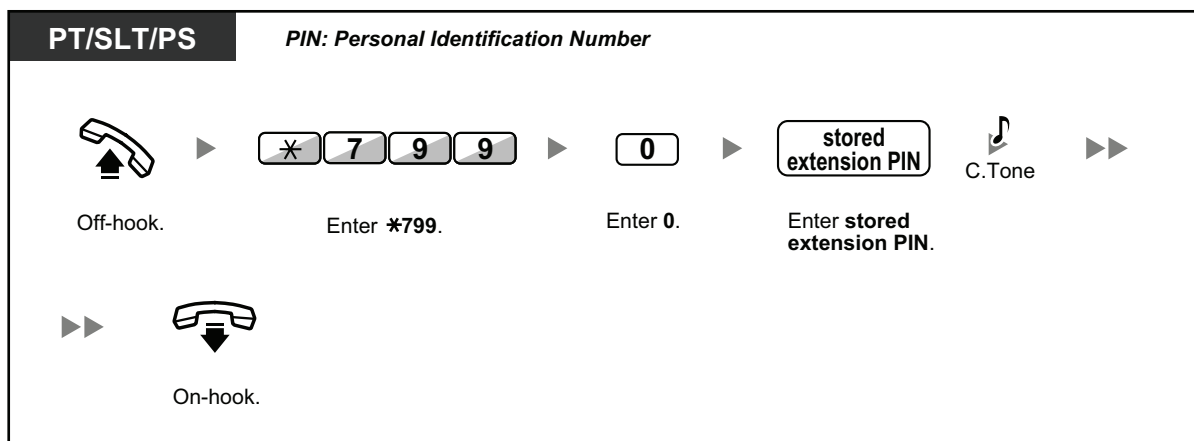 PT/SLT/PS PIN: Personal Identification Number
* 7 9 9 0 stored extension PIN C.Tone
Off-hook. Enter *799. Enter 0. Enter stored extension PIN.
On-hook.